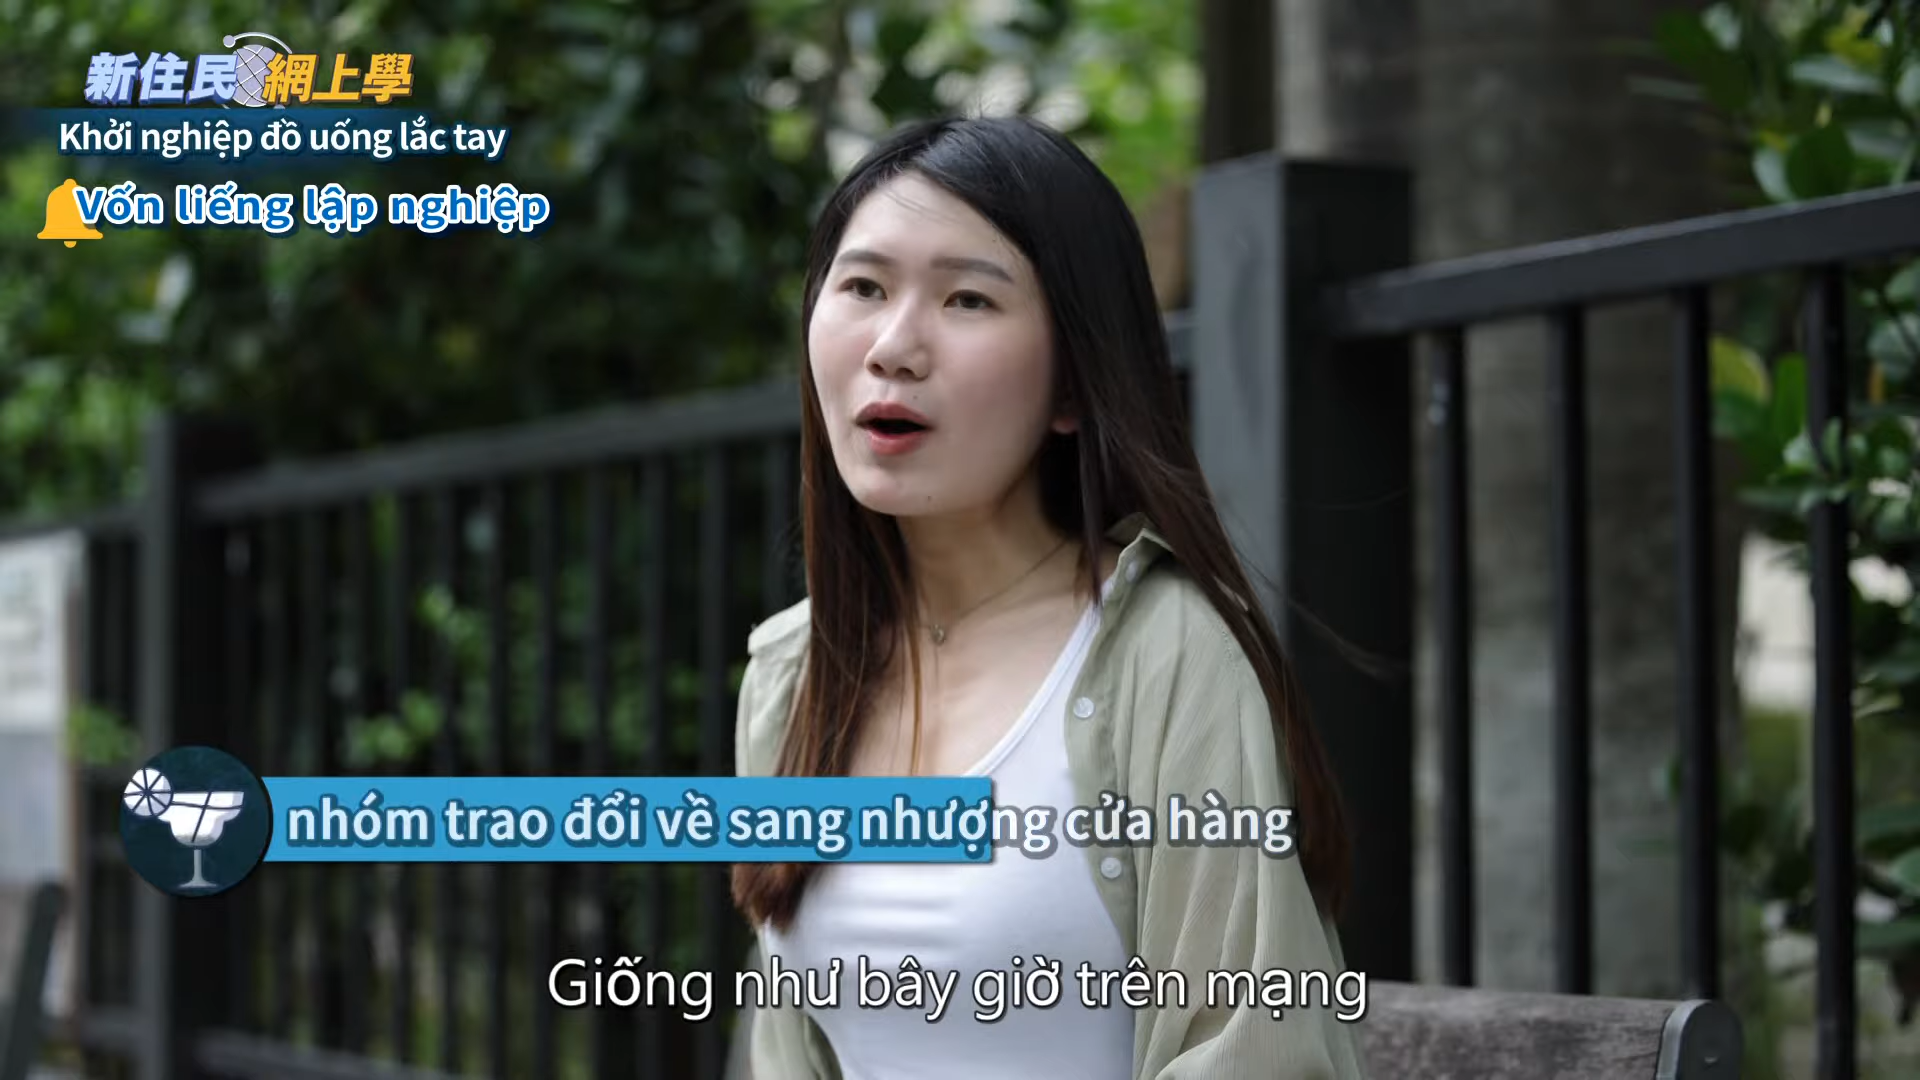 新住民網上學
Khởi nghiệp đồ uống lắc tay
Vốn liếng lập nghiệp
nhóm trao đổi về sang nhượng cửa hàng
Giống như bây giờ trên mạng